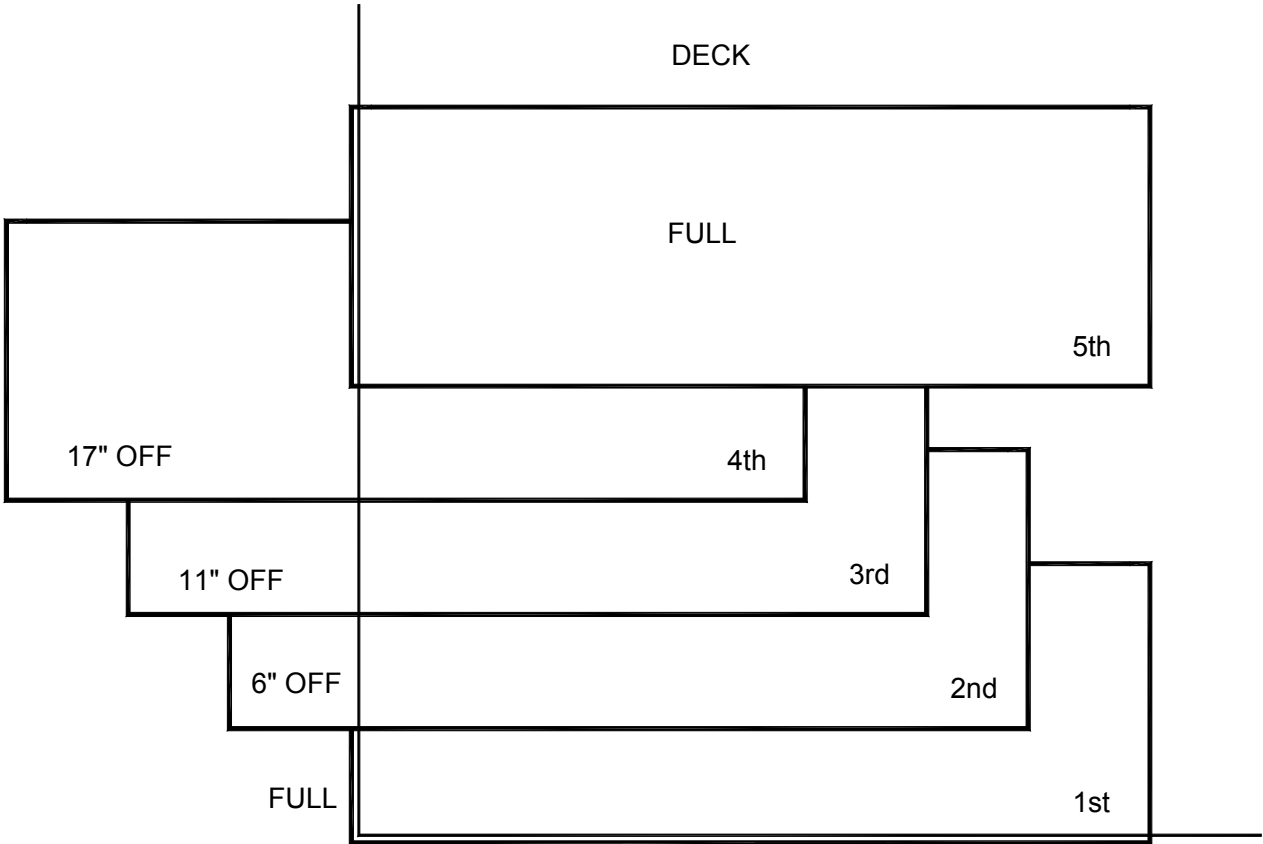 DECK
FULL
5th
17" OFF
4th
11" OFF
3rd
6" OFF
2nd
FULL
1st